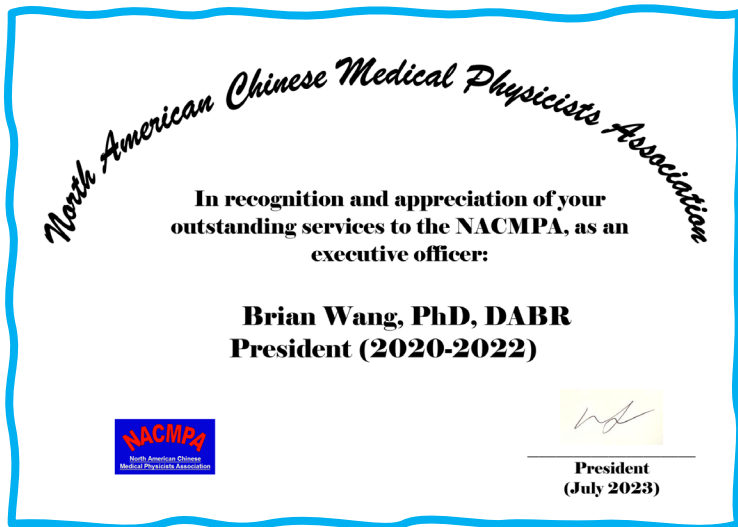 North American Chinese Medical Physicists Association
In recognition and appreciation of your
outstanding services to the NACMPA, as an
executive officer:
Brian Wang, PhD, DABR
President (2020-2022)
NACMPA
North American Chinese
Medical Physicists Association
President
(July 2023)